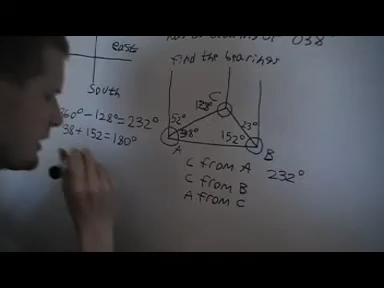 038°
east
find the bearings
South
C
128°
360° - 128° = 232°
52°
38 + 152 = 180°
38°
23°
152°
A
B
C from A 232°
C from B
A from C